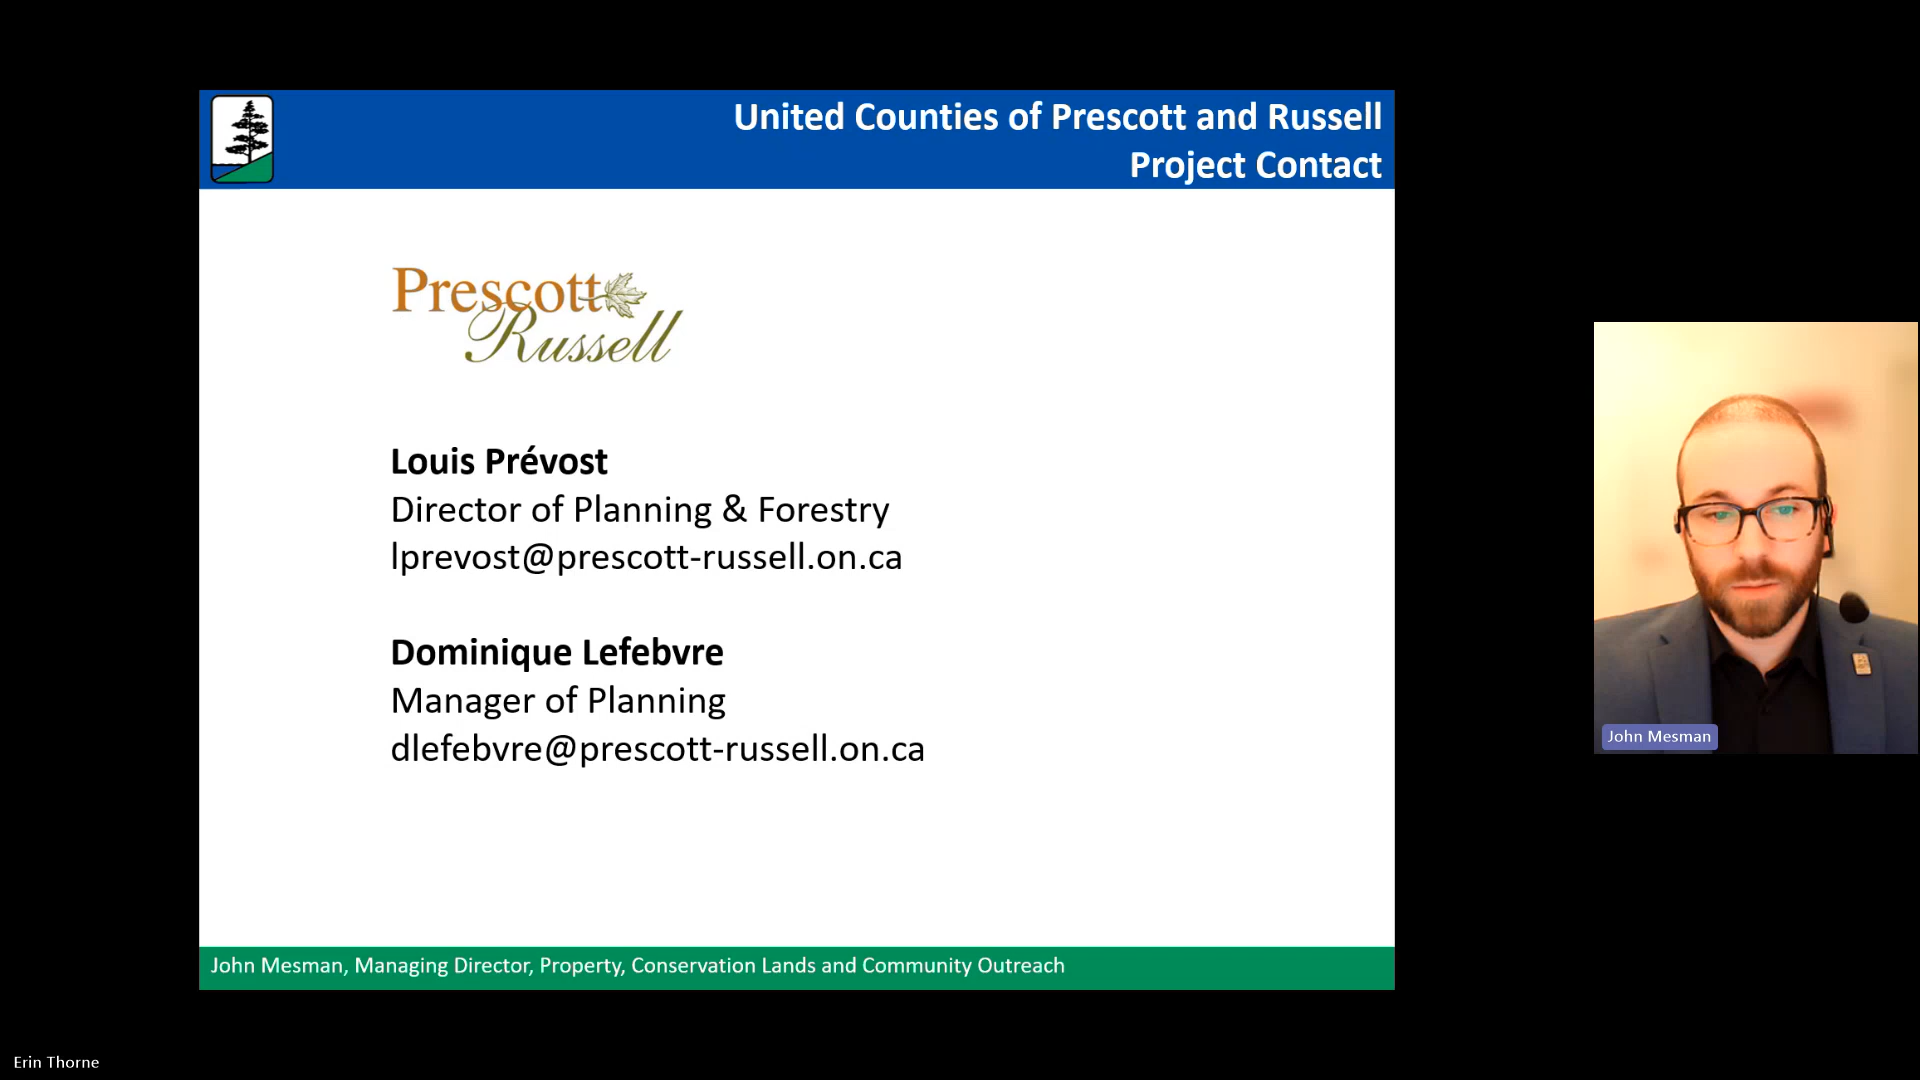 United Counties of Prescott and Russell
Project Contact
Prescott
Russell
Louis Prévost
Director of Planning & Forestry
lprevost@prescott-russell.on.ca
Dominique Lefebvre
Manager of Planning
dlefebvre@prescott-russell.on.ca
John Mesman, Managing Director, Property, Conservation Lands and Community Outreach
John Mesman
Erin Thorne